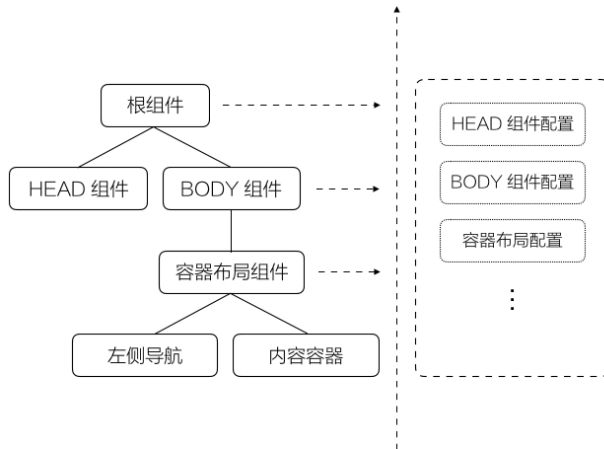 根组件
HEAD 组件
BODY 组件
容器布局组件
左侧导航
内容容器
HEAD 组件配置
BODY 组件配置
容器布局配置